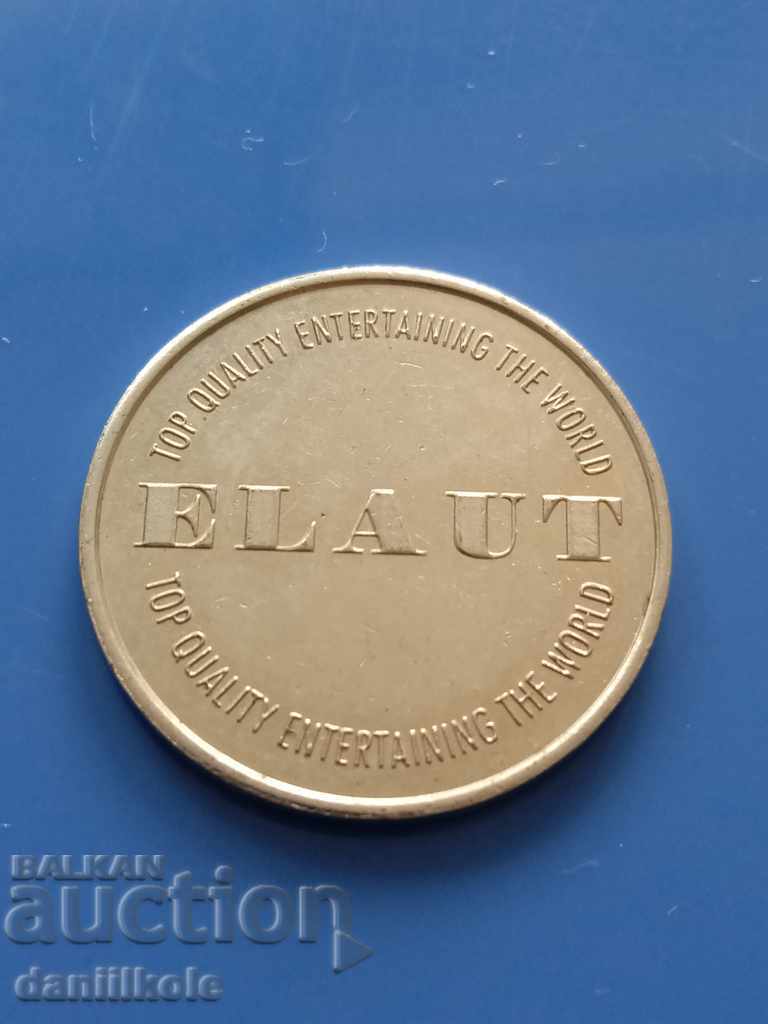 TOP QUALITY ENTERTAINING THE WORLD
ELAUT
TOP QUALITY ENTERTAINING THE WORLD
BALKAN
auction
daniilkole